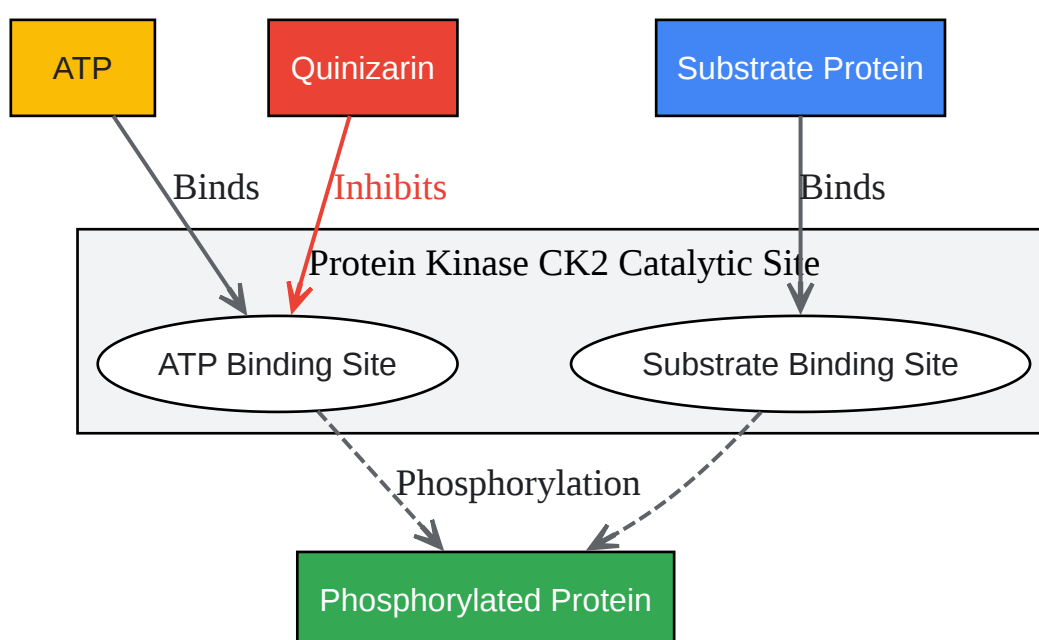 ATP
Quinizarin
Substrate Protein
Binds
Inhibits
Binds
Protein Kinase CK2 Catalytic Site
ATP Binding Site
Substrate Binding Site
Phosphorylation
Phosphorylated Protein